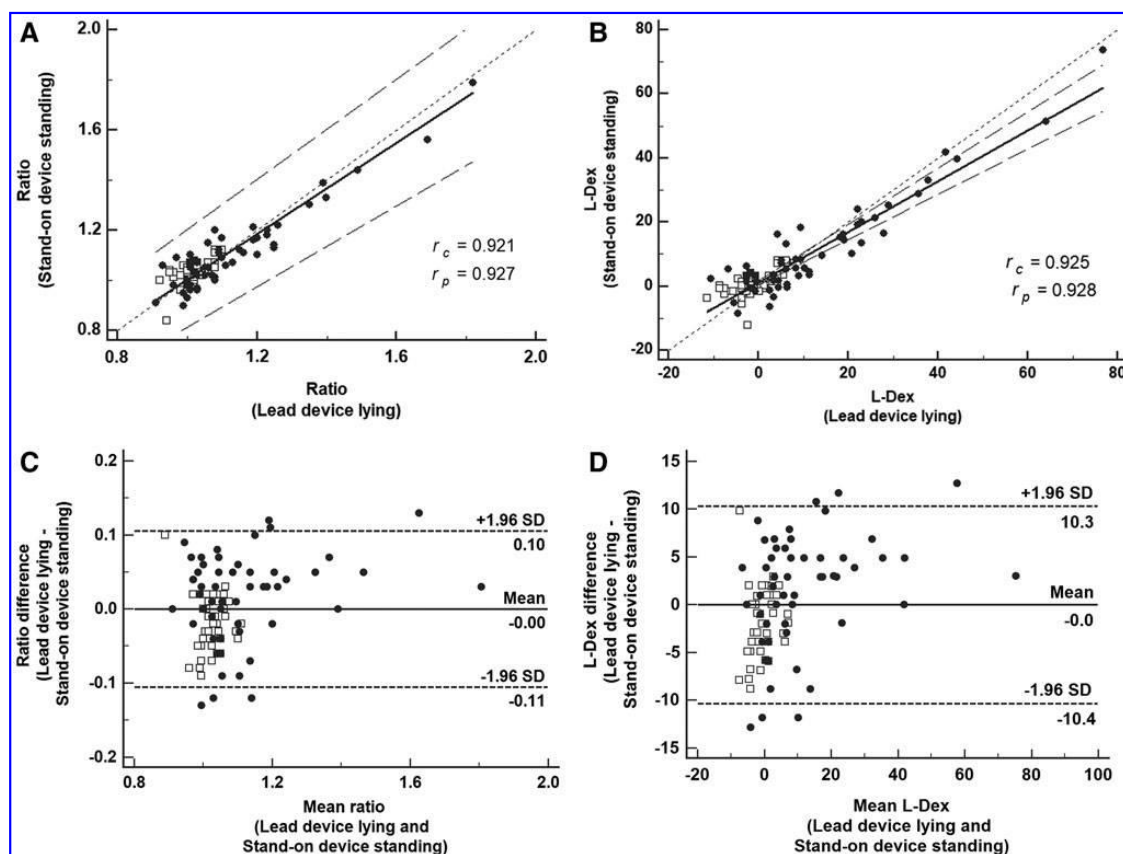 A
2.0
1.6
1.2
0.8
Ratio
(Stand-on device standing)
r c = 0.921
r p = 0.927
0.8 1.2 1.6 2.0
Ratio
(Lead device lying)
B
80
60
40
20
0
-20
L-Dex
(Stand-on device standing)
r c = 0.925
r p = 0.928
-20 0 20 40 60 80
L-Dex
(Lead device lying)
C
0.2
0.1
0.0
-0.1
-0.2
Ratio difference
(Lead device lying -
Stand-on device standing)
+1.96 SD
0.10
Mean
-0.00
-1.96 SD
-0.11
0.8 1.2 1.6 2.0
Mean ratio
(Lead device lying and
Stand-on device standing)
D
15
10
5
0
-5
-10
-15
L-Dex difference
(Lead device lying -
Stand-on device standing)
+1.96 SD
10.3
Mean
-0.0
-1.96 SD
-10.4
-20 0 20 40 60 80 100
Mean L-Dex
(Lead device lying and
Stand-on device standing)